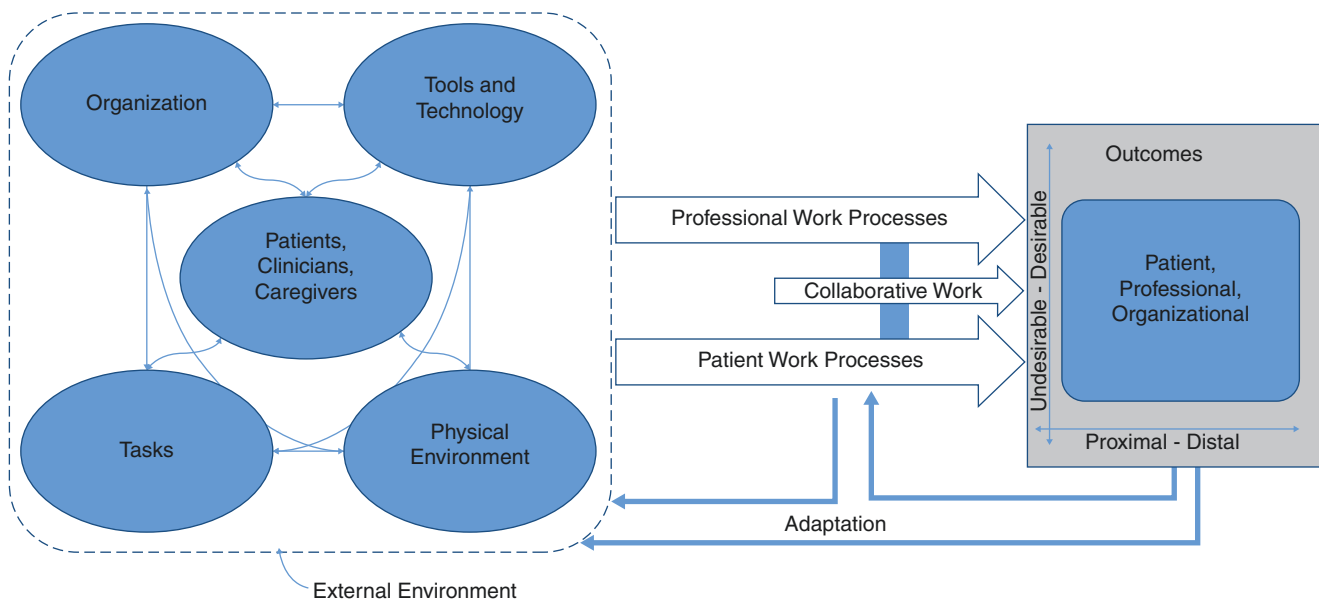 Organization
Tools and
Technology
Patients,
Clinicians,
Caregivers
Tasks
Physical
Environment
External Environment
Professional Work Processes
Collaborative Work
Patient Work Processes
Adaptation
Outcomes
Undesirable - Desirable
Patient,
Professional,
Organizational
Proximal - Distal